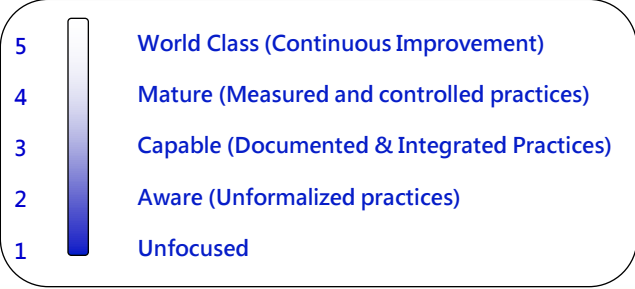 5 World Class (Continuous Improvement)
4 Mature (Measured and controlled practices)
3 Capable (Documented & Integrated Practices)
2 Aware (Unformalized practices)
1 Unfocused